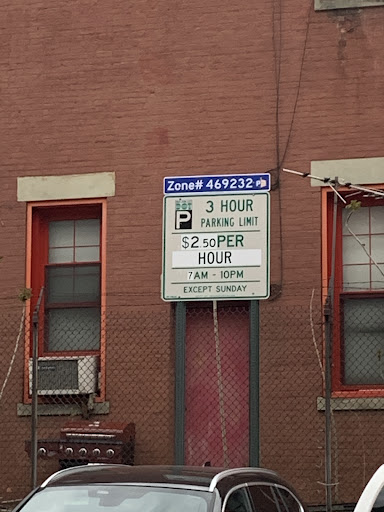 Zone# 469232
P 3 HOUR
PARKING LIMIT
$2.50 PER
HOUR
7AM - 10PM
EXCEPT SUNDAY